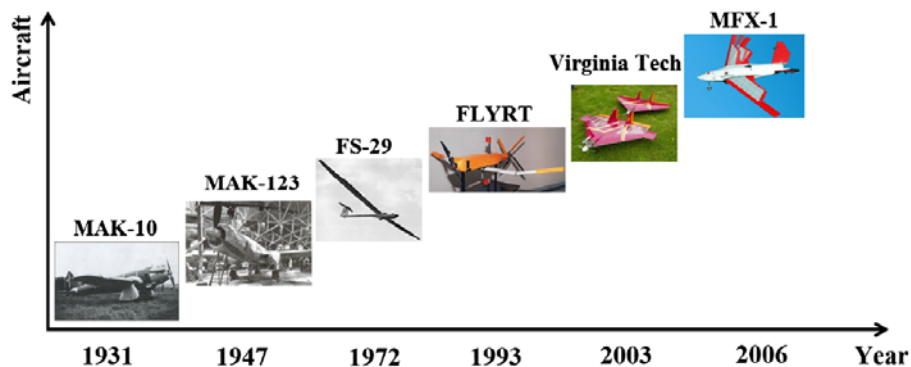 Aircraft
MFX-1
Virginia Tech
FLYRT
FS-29
MAK-123
MAK-10
1931 1947 1972 1993 2003 2006 Year